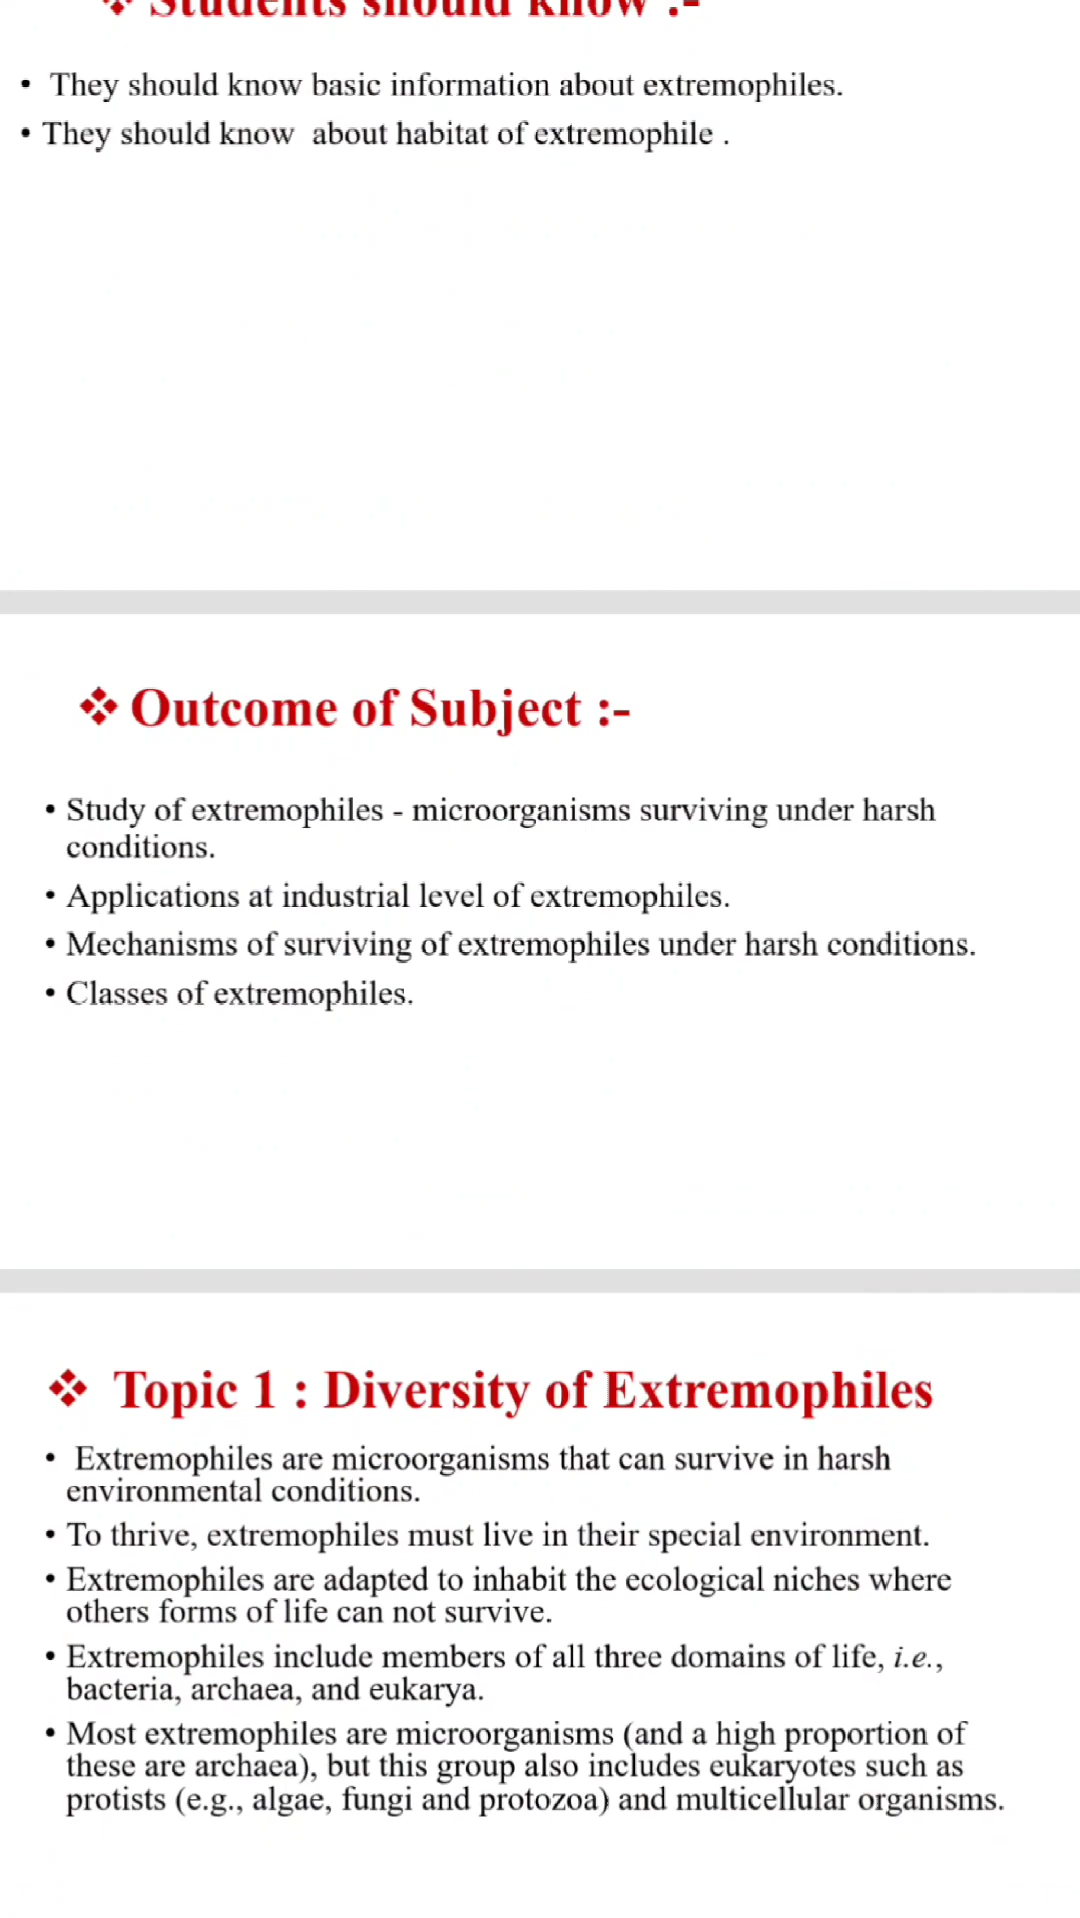 ❖ Students should know :-
• They should know basic information about extremophiles.
• They should know about habitat of extremophile .
❖ Outcome of Subject :-
• Study of extremophiles - microorganisms surviving under harsh
conditions.
• Applications at industrial level of extremophiles.
• Mechanisms of surviving of extremophiles under harsh conditions.
• Classes of extremophiles.
❖ Topic 1 : Diversity of Extremophiles
• Extremophiles are microorganisms that can survive in harsh
environmental conditions.
• To thrive, extremophiles must live in their special environment.
• Extremophiles are adapted to inhabit the ecological niches where
others forms of life can not survive.
• Extremophiles include members of all three domains of life, i.e.,
bacteria, archaea, and eukarya.
• Most extremophiles are microorganisms (and a high proportion of
these are archaea), but this group also includes eukaryotes such as
protists (e.g., algae, fungi and protozoa) and multicellular organisms.